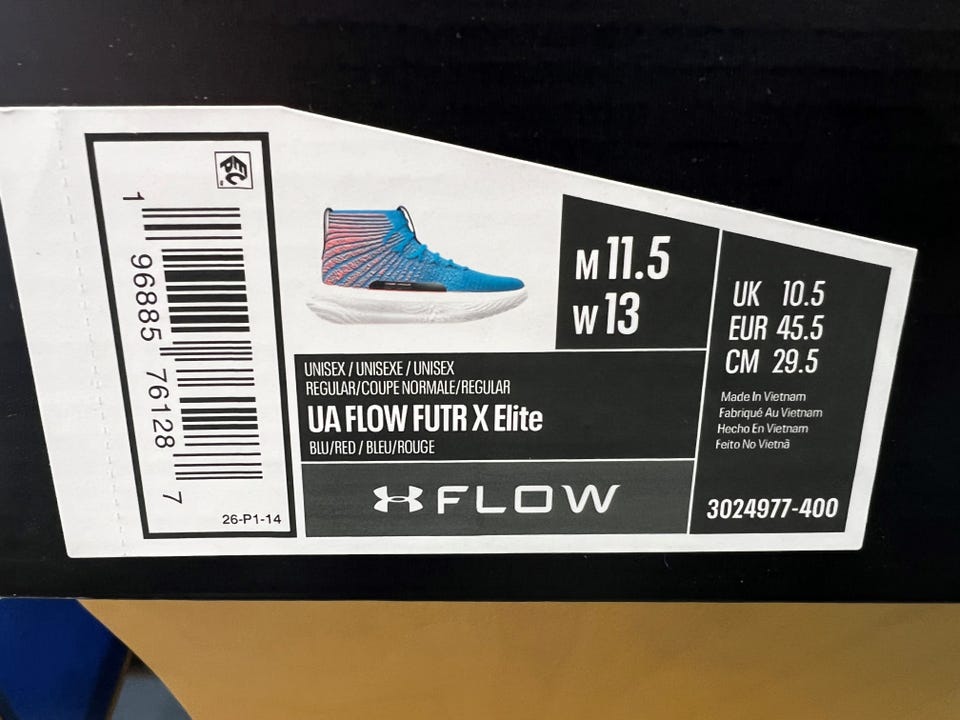 1 96885 76128 7
26-P1-14
M 11.5
W 13
UK 10.5
EUR 45.5
CM 29.5
Made In Vietnam
Fabriqué Au Vietnam
Hecho En Vietnam
Feito No Vietnã
3024977-400
UNISEX / UNISEXE / UNISEX
REGULAR/COUPE NORMALE/REGULAR
UA FLOW FUTR X Elite
BLU/RED / BLEU/ROUGE
FLOW